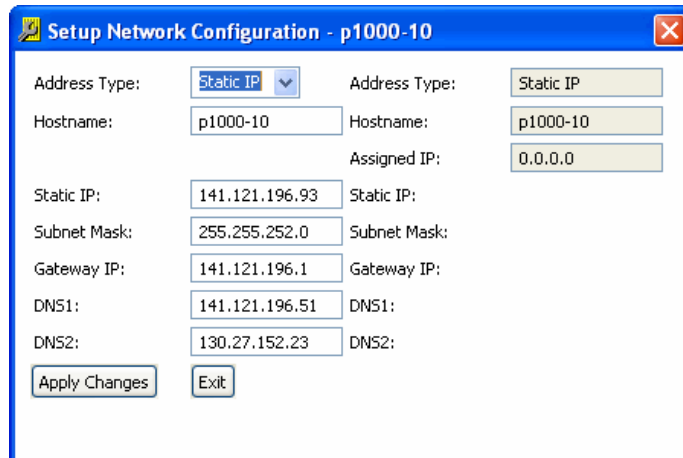 Setup Network Configuration - p1000-10
Address Type: Static IP Address Type: Static IP
Hostname: p1000-10 Hostname: p1000-10
Assigned IP: 0.0.0.0
Static IP: 141.121.196.93 Static IP:
Subnet Mask: 255.255.252.0 Subnet Mask:
Gateway IP: 141.121.196.1 Gateway IP:
DNS1: 141.121.196.51 DNS1:
DNS2: 130.27.152.23 DNS2:
Apply Changes Exit